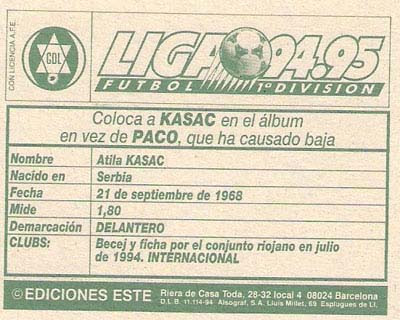 CON LICENCIA A.F.E.
CDL
LIGA 94-95
FUTBOL 1ª DIVISION
Coloca a KASAC en el álbum
en vez de PACO, que ha causado baja
Nombre Atila KASAC
Nacido en Serbia
Fecha 21 de septiembre de 1968
Mide 1,80
Demarcación DELANTERO
CLUBS: Becej y ficha por el conjunto riojano en julio
de 1994. INTERNACIONAL
© EDICIONES ESTE Riera de Casa Toda, 28-32 local 4 08024 Barcelona
D.L.B. 11.114-94 Alsograf, S.A. Lluis Millet, 69 Esplugues de Ll.